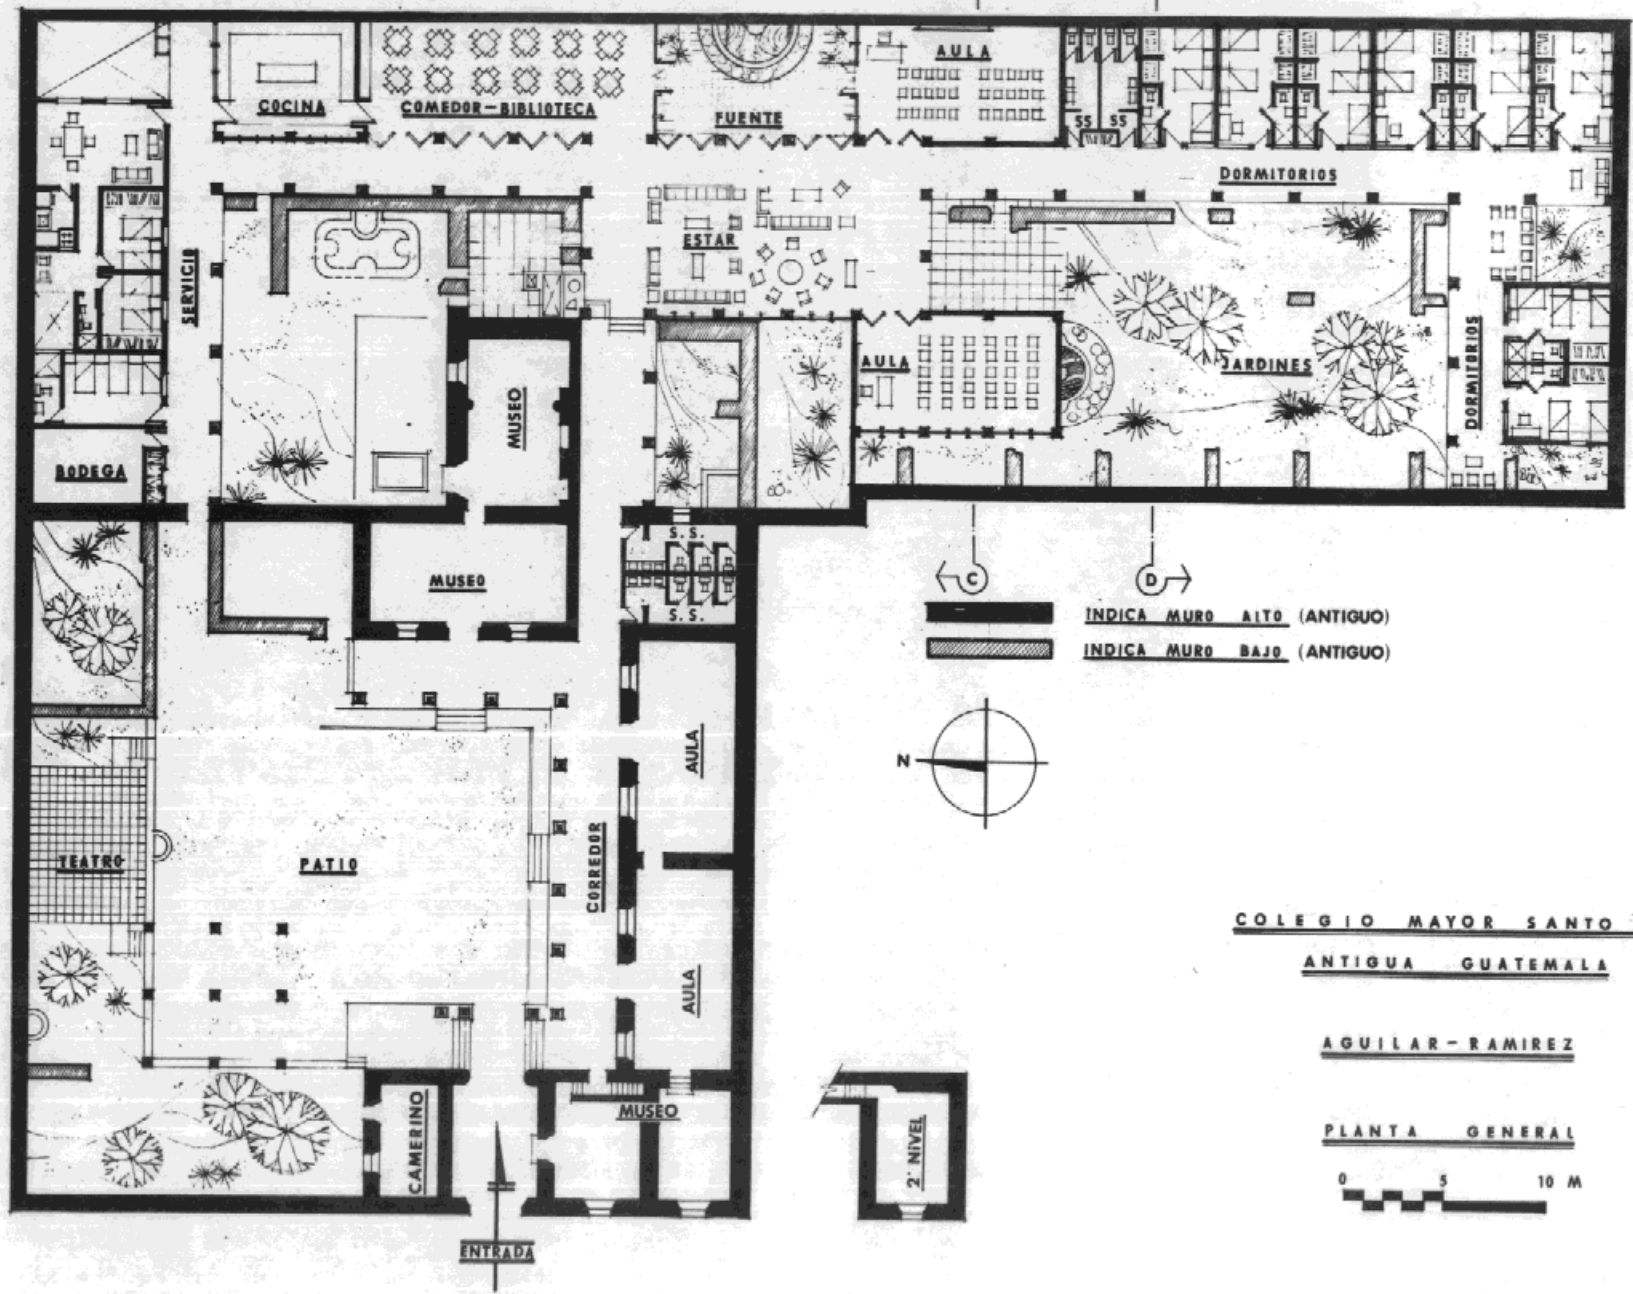 COCINA
COMEDOR-BIBLIOTECA
FUENTE
AULA
SS SS
DORMITORIOS
SERVICIO
ESTAR
MUSEO
AULA
JARDINES
DORMITORIOS
BODEGA
MUSEO
S.S.
S.S.
C
D
INDICA MURO ALTO (ANTIGUO)
INDICA MURO BAJO (ANTIGUO)
N
AULA
TEATRO
PATIO
CORREDOR
AULA
COLEGIO MAYOR SANTO
ANTIGUA GUATEMALA
AGUILAR-RAMIREZ
CAMERINO
MUSEO
2° NIVEL
PLANTA GENERAL
0 5 10 M
ENTRADA